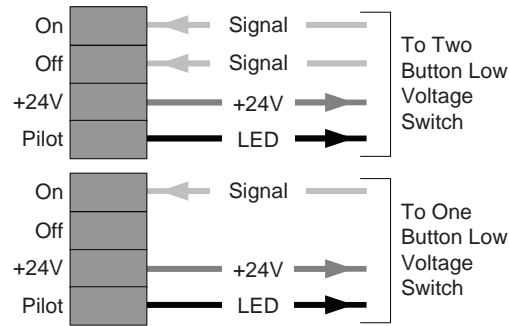 On Signal
Off Signal
+24V +24V
Pilot LED
To Two
Button Low
Voltage
Switch
On Signal
Off
+24V +24V
Pilot LED
To One
Button Low
Voltage
Switch